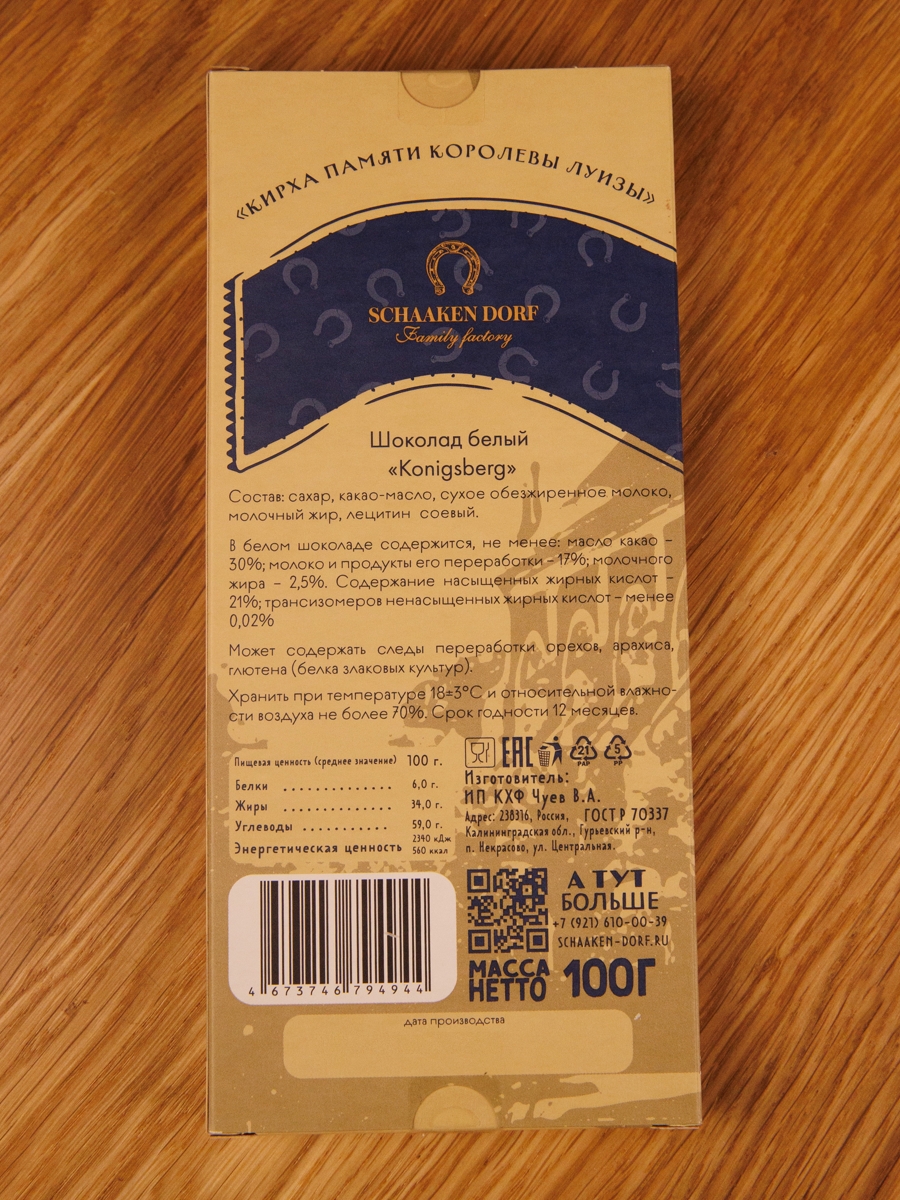 «КИРХА ПАМЯТИ КОРОЛЕВЫ ЛУИЗЫ»
SCHAAKEN DORF
Family factory
Шоколад белый
«Konigsberg»
Состав: сахар, какао-масло, сухое обезжиренное молоко,
молочный жир, лецитин соевый.
В белом шоколаде содержится, не менее: масло какао –
30%; молоко и продукты его переработки – 17%; молочного
жира – 2,5%. Содержание насыщенных жирных кислот –
21%; трансизомеров ненасыщенных жирных кислот – менее
0,02%
Может содержать следы переработки орехов, арахиса,
глютена (белка злаковых культур).
Хранить при температуре 18±3°С и относительной влажно-
сти воздуха не более 70%. Срок годности 12 месяцев.
Пищевая ценность (среднее значение) 100 г.
Белки .............. 6,0 г.
Жиры .............. 34,0 г.
Углеводы ........... 59,0 г.
Энергетическая ценность 2340 кДж
560 ккал
EAC 21 5
PAP PP
Изготовитель:
ИП КХФ Чуев В.А.
Адрес: 238316, Россия, ГОСТ Р 70337
Калининградская обл., Гурьевский р-н,
п. Некрасово, ул. Центральная.
А ТУТ
БОЛЬШЕ
+7 (921) 610-00-39
SCHAAKEN-DORF.RU
МАССА
НЕТТО 100Г
4 673746 794944
дата производства